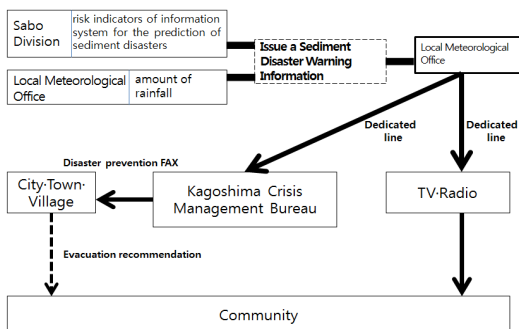 Sabo
Division
risk indicators of information
system for the prediction of
sediment disasters
Local Meteorological
Office
amount of
rainfall
Issue a Sediment
Disaster Warning
Information
Local Meteorological
Office
Dedicated
line
Dedicated
line
Disaster prevention FAX
City·Town·
Village
Kagoshima Crisis
Management Bureau
TV·Radio
Evacuation recommendation
Community